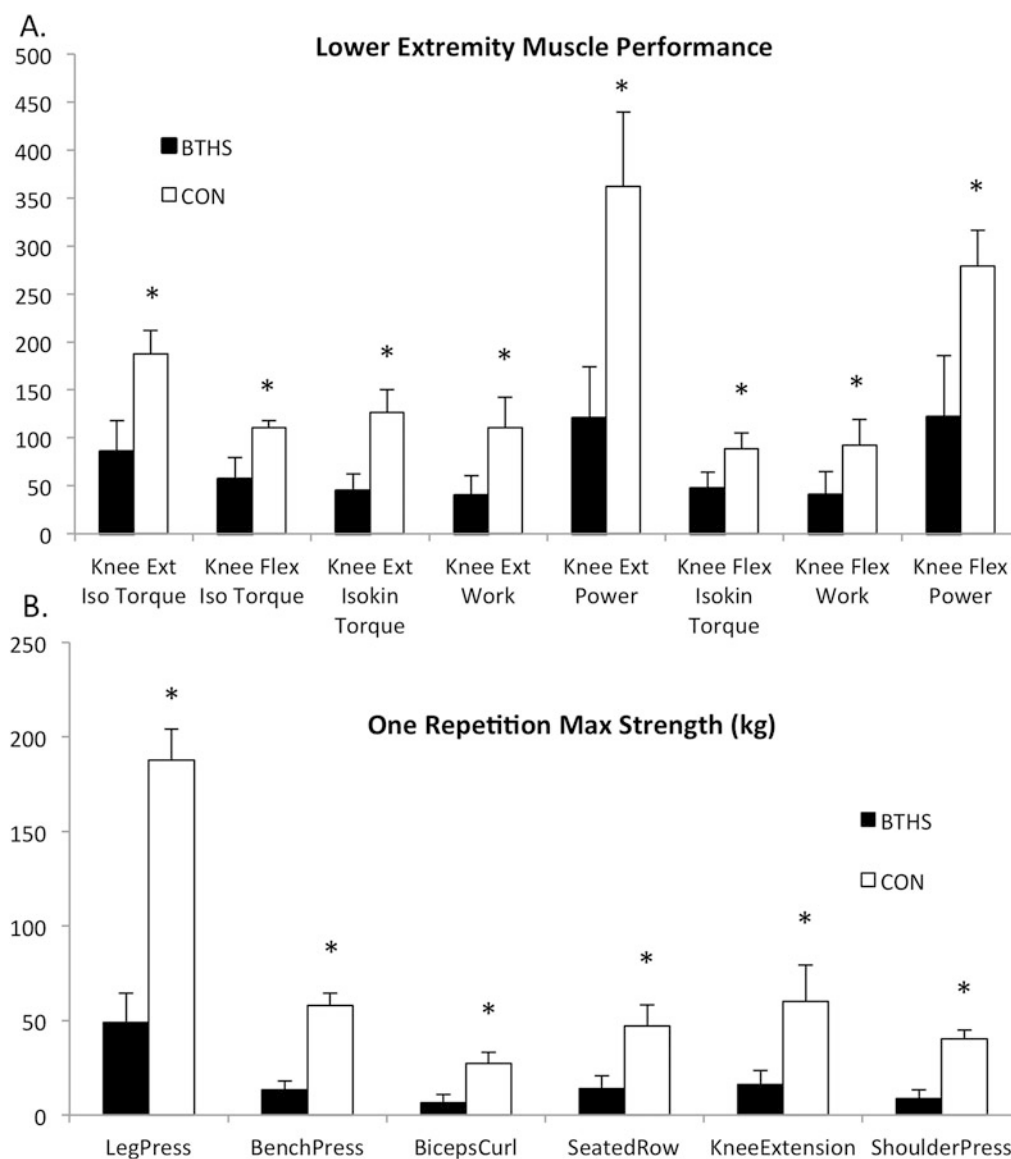 A.
Lower Extremity Muscle Performance
500
450
400
350
300
250
200
150
100
50
0
BTHS
CON
* * * * * * * *
Knee Ext Iso Torque
Knee Flex Iso Torque
Knee Ext Isokin Torque
Knee Ext Work
Knee Ext Power
Knee Flex Isokin Torque
Knee Flex Work
Knee Flex Power
B.
One Repetition Max Strength (kg)
250
200
150
100
50
0
BTHS
CON
* * * * * *
LegPress
BenchPress
BicepsCurl
SeatedRow
KneeExtension
ShoulderPress